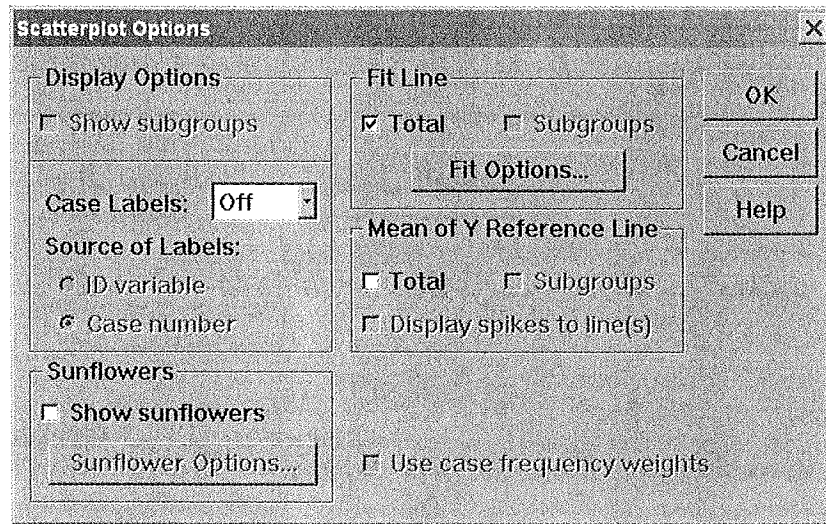 Scatterplot Options
Display Options
Show subgroups
Case Labels: Off
Source of Labels:
ID variable
Case number
Sunflowers
Show sunflowers
Sunflower Options...
Fit Line
Total Subgroups
Fit Options...
Mean of Y Reference Line
Total Subgroups
Display spikes to line(s)
Use case frequency weights
OK
Cancel
Help